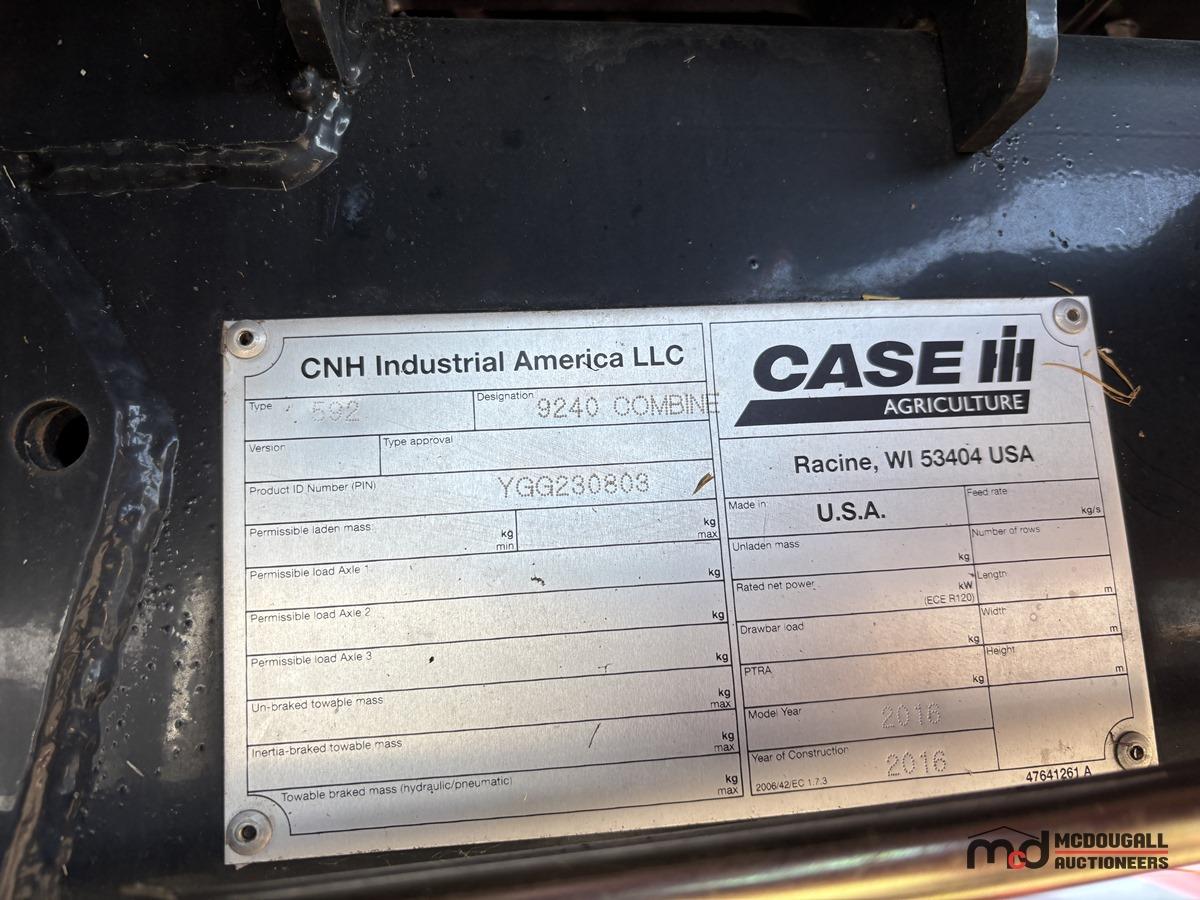 CNH Industrial America LLC
Type 592
Designation 9240 COMBINE
Version
Type approval
Product ID Number (PIN) YGG230803
Permissible laden mass: kg min kg max
Permissible load Axle 1 kg
Permissible load Axle 2 kg
Permissible load Axle 3 kg
Un-braked towable mass kg max
Inertia-braked towable mass kg max
Towable braked mass (hydraulic/pneumatic) kg max
CASE IH
AGRICULTURE
Racine, WI 53404 USA
Made in U.S.A.
Feed rate kg/s
Unladen mass kg
Number of rows
Rated net power kW (ECE R120)
Length m
Drawbar load kg
Width m
PTRA kg
Height m
Model Year 2016
Year of Construction 2016
2006/42/EC 1.7.3
47641261 A
mcd MCDOUGALL
AUCTIONEERS